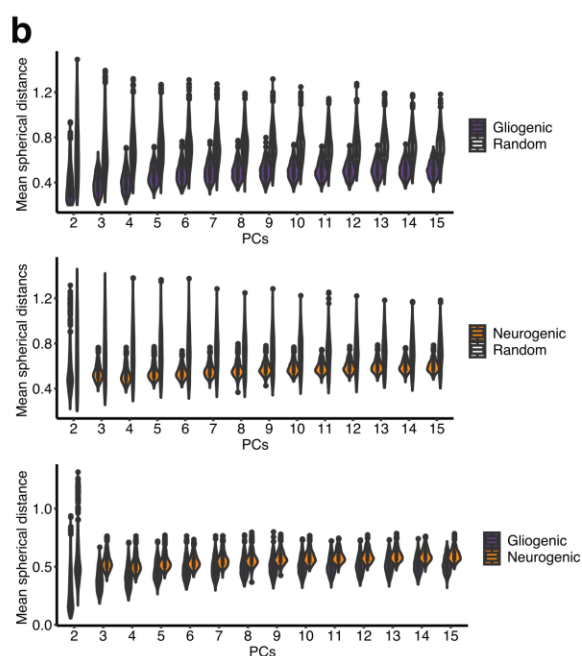 b
Mean spherical distance
1.2
0.8
0.4
2 3 4 5 6 7 8 9 10 11 12 13 14 15
PCs
Gliogenic
Random
Mean spherical distancs
1.2
0.8
0.4
2 3 4 5 6 7 8 9 10 11 12 13 14 15
PCs
Neurogenic
Random
Mean spherical distance
1.0
0.5
0.0
2 3 4 5 6 7 8 9 10 11 12 13 14 15
PCs
Gliogenic
Neurogenic